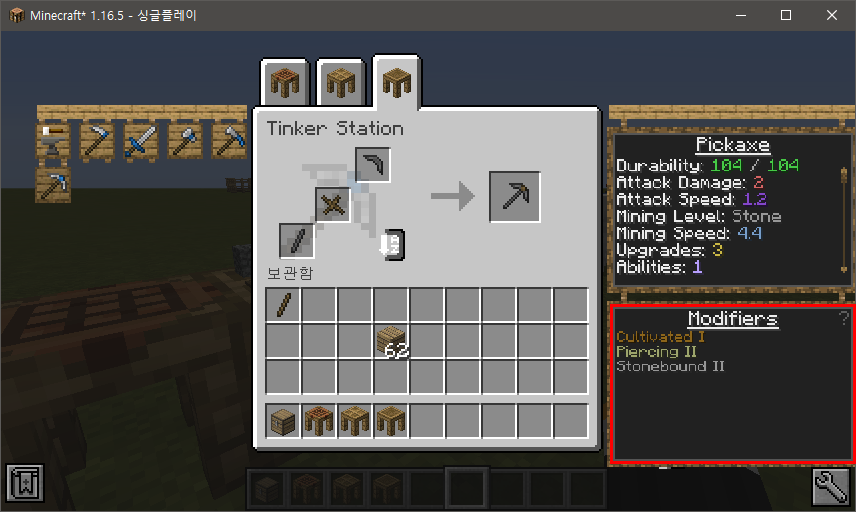 Minecraft* 1.16.5 - 싱글플레이
Tinker Station
보관함
62
Pickaxe
Durability: 104 / 104
Attack Damage: 2
Attack Speed: 1.2
Mining Level: Stone
Mining Speed: 4.4
Upgrades: 3
Abilities: 1
Modifiers ?
Cultivated I
Piercing II
Stonebound II